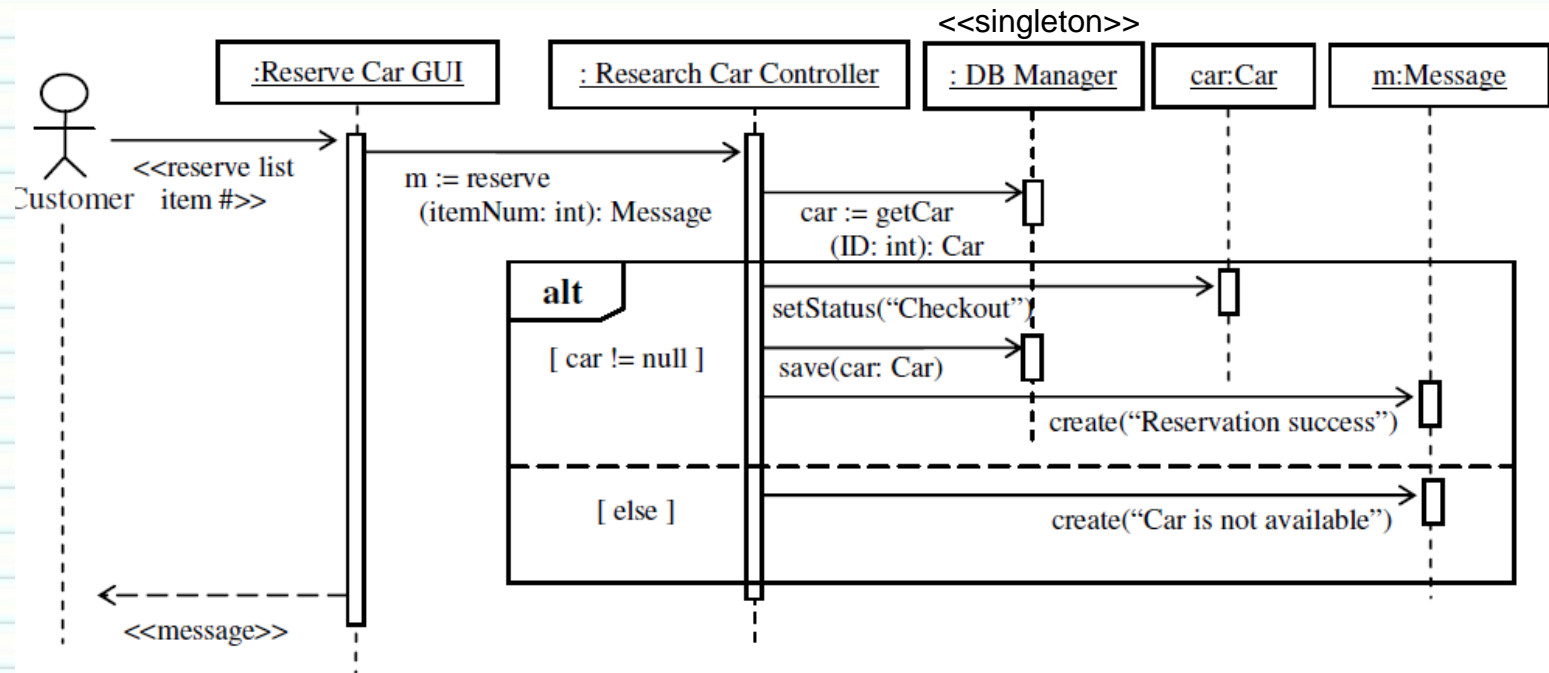 <<singleton>>
:Reserve Car GUI
: Research Car Controller
: DB Manager
car:Car
m:Message
<<reserve list
item #>>
Customer
m := reserve
(itemNum: int): Message
car := getCar
(ID: int): Car
alt
setStatus(“Checkout”)
[ car != null ]
save(car: Car)
create(“Reservation success”)
[ else ]
create(“Car is not available”)
<<message>>